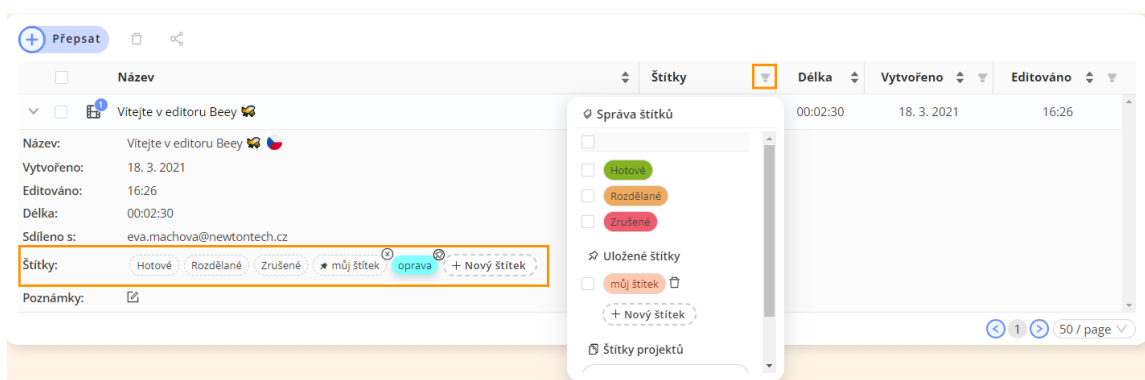 Přepsat
Název Štítky Délka Vytvořeno Editováno
1 Vítejte v editoru Beey 00:02:30 18. 3. 2021 16:26
Název: Vítejte v editoru Beey
Vytvořeno: 18. 3. 2021
Editováno: 16:26
Délka: 00:02:30
Sdíleno s: eva.machova@newtontech.cz
Štítky: Hotové Rozdělané Zrušené můj štítek oprava + Nový štítek
Poznámky:
Správa štítků
Hotové
Rozdělané
Zrušené
Uložené štítky
můj štítek
+ Nový štítek
Štítky projektů
1 50 / page